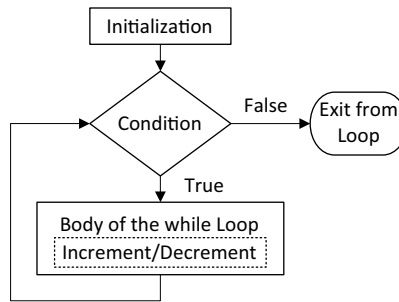 Initialization
Condition
False
Exit from
Loop
True
Body of the while Loop
Increment/Decrement